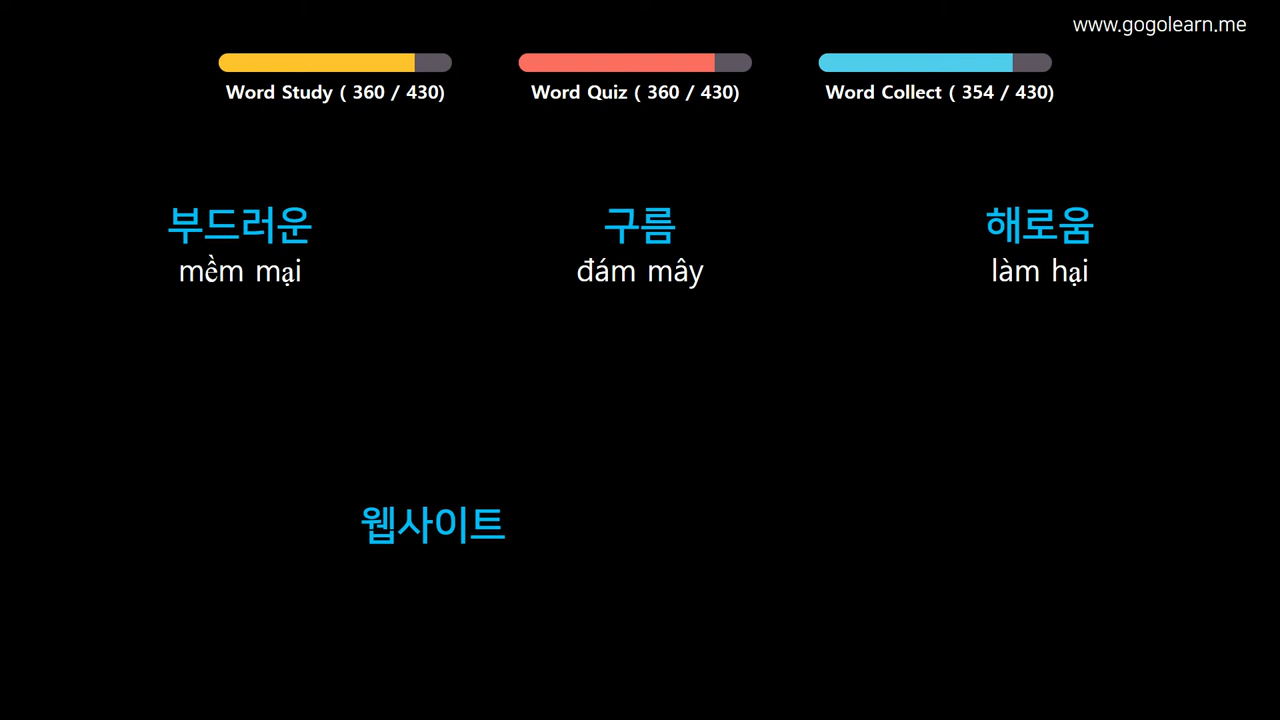 www.gogolearn.me
Word Study ( 360 / 430)
Word Quiz ( 360 / 430)
Word Collect ( 354 / 430)
부드러운
mềm mại
구름
đám mây
해로움
làm hại
웹사이트